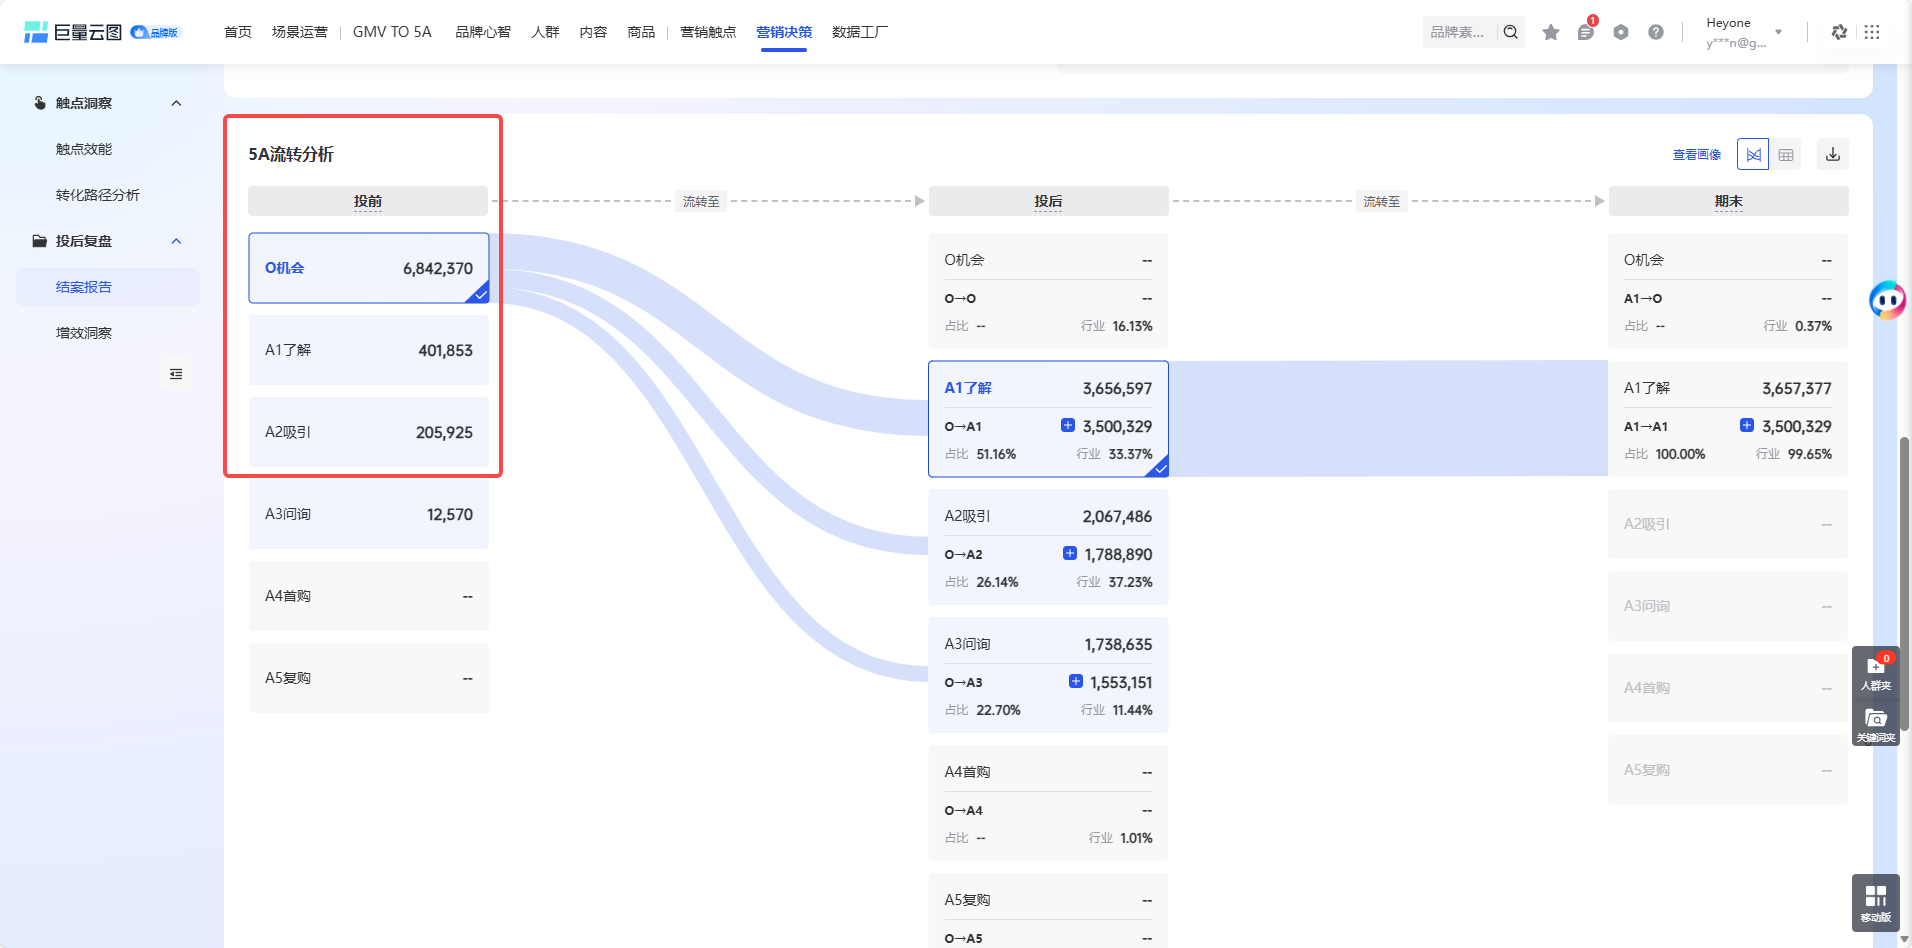 巨量云图 品牌版 首页 场景运营 GMV TO 5A 品牌心智 人群 内容 商品 营销触点 营销决策 数据工厂 品牌素... 1 Heyone
y***n@g...
触点洞察
触点效能
转化路径分析
投后复盘
结案报告
增效洞察
5A流转分析 查看画像
投前 流转至 投后 流转至 期末
O机会 6,842,370
A1了解 401,853
A2吸引 205,925
A3问询 12,570
A4首购 --
A5复购 --
O机会 --
O→O --
占比 -- 行业 16.13%
A1了解 3,656,597
O→A1 3,500,329
占比 51.16% 行业 33.37%
A2吸引 2,067,486
O→A2 1,788,890
占比 26.14% 行业 37.23%
A3问询 1,738,635
O→A3 1,553,151
占比 22.70% 行业 11.44%
A4首购 --
O→A4 --
占比 -- 行业 1.01%
A5复购 --
O→A5 --
O机会 --
A1→O --
占比 -- 行业 0.37%
A1了解 3,657,377
A1→A1 3,500,329
占比 100.00% 行业 99.65%
A2吸引 --
A3问询 --
A4首购 --
A5复购 --
0
人群夹
关键词夹
移动版